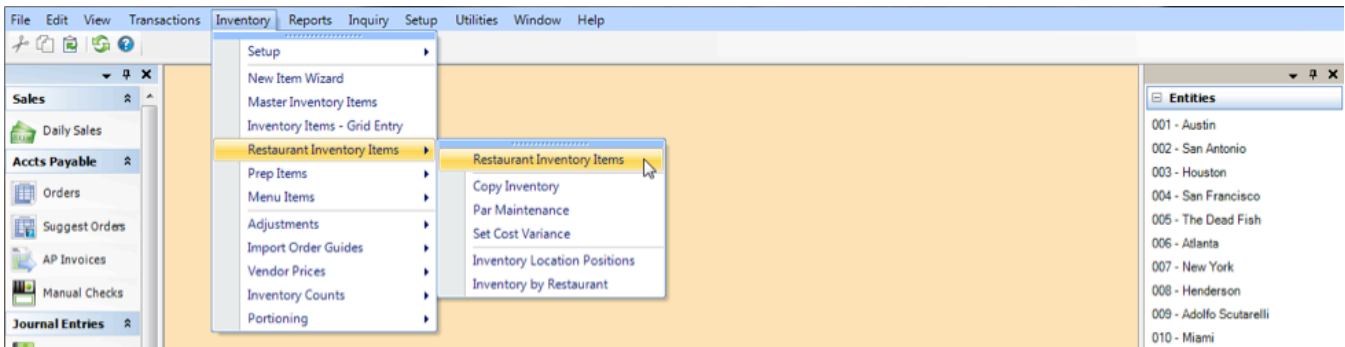 File Edit View Transactions Inventory Reports Inquiry Setup Utilities Window Help
Sales
Daily Sales
Accts Payable
Orders
Suggest Orders
AP Invoices
Manual Checks
Journal Entries
Setup
New Item Wizard
Master Inventory Items
Inventory Items - Grid Entry
Restaurant Inventory Items
Prep Items
Menu Items
Adjustments
Import Order Guides
Vendor Prices
Inventory Counts
Portioning
Restaurant Inventory Items
Copy Inventory
Par Maintenance
Set Cost Variance
Inventory Location Positions
Inventory by Restaurant
Entities
001 - Austin
002 - San Antonio
003 - Houston
004 - San Francisco
005 - The Dead Fish
006 - Atlanta
007 - New York
008 - Henderson
009 - Adolfo Scutarelli
010 - Miami